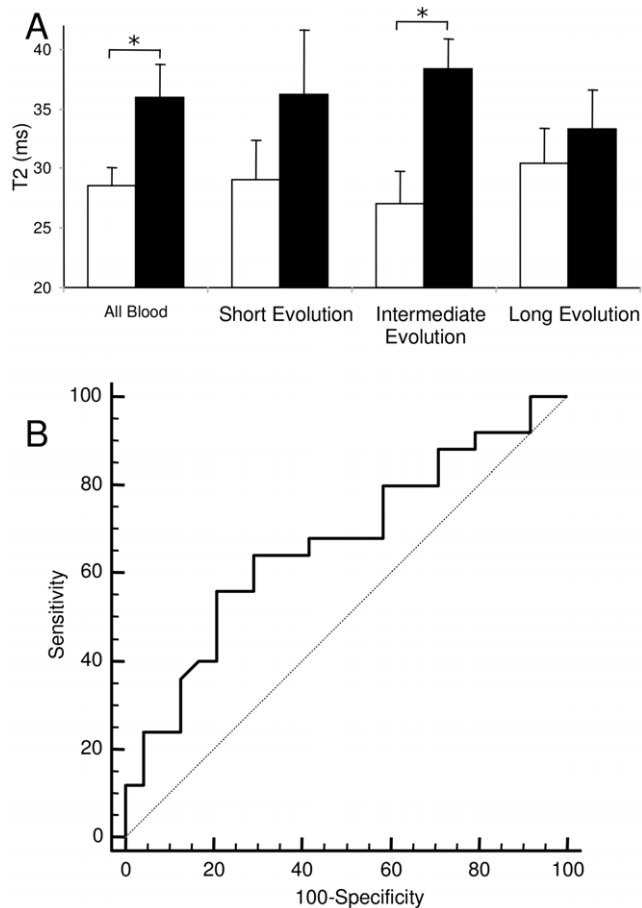 A
*
*
40
35
30
25
20
T2 (ms)
All Blood
Short Evolution
Intermediate
Evolution
Long Evolution
B
100
80
60
40
20
0
Sensitivity
0 20 40 60 80 100
100-Specificity